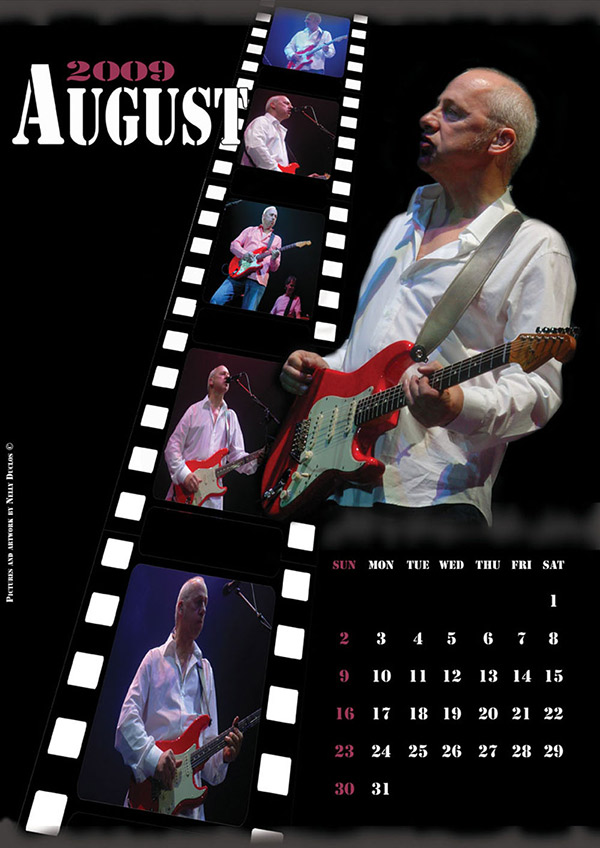 2009
AUGUST
PICTURES AND ARTWORK BY NELLY DUCLOS ©
SUN MON TUE WED THU FRI SAT
1
2 3 4 5 6 7 8
9 10 11 12 13 14 15
16 17 18 19 20 21 22
23 24 25 26 27 28 29
30 31